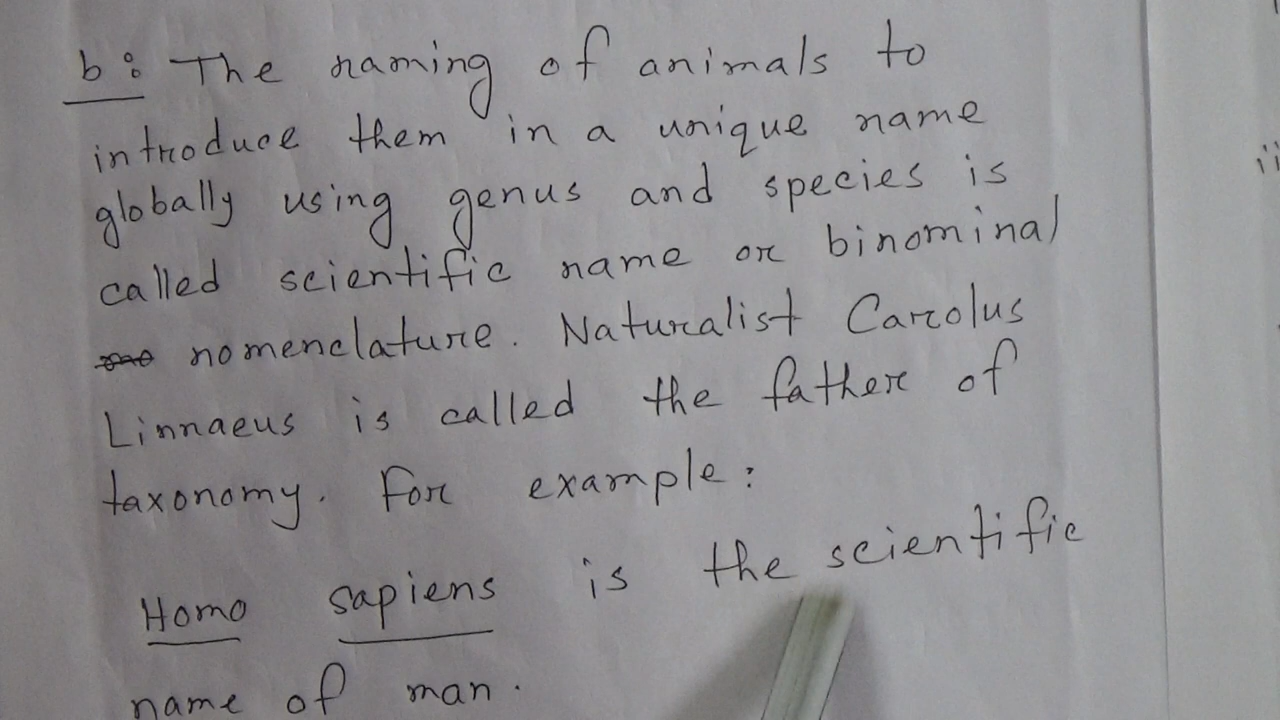 b: The naming of animals to
introduce them in a unique name
globally using genus and species is
called scientific name or binominal
nomenclature. Naturalist Carolus
Linnaeus is called the father of
taxonomy. For example:
Homo sapiens is the scientific
name of man.